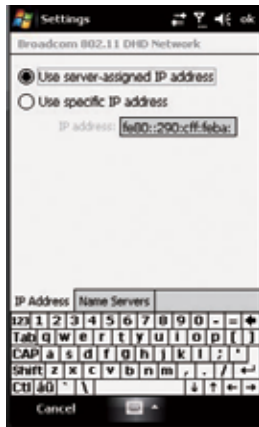 Settings
ok
Broadcom 802.11 DHD Network
Use server-assigned IP address
Use specific IP address
IP address: fe80::290:cff:feba:
IP Address Name Servers
123 1 2 3 4 5 6 7 8 9 0 - =
Tab q w e r t y u i o p [ ]
CAP a s d f g h j k l ; '
Shift z x c v b n m , . /
Ctl áü ` \
Cancel